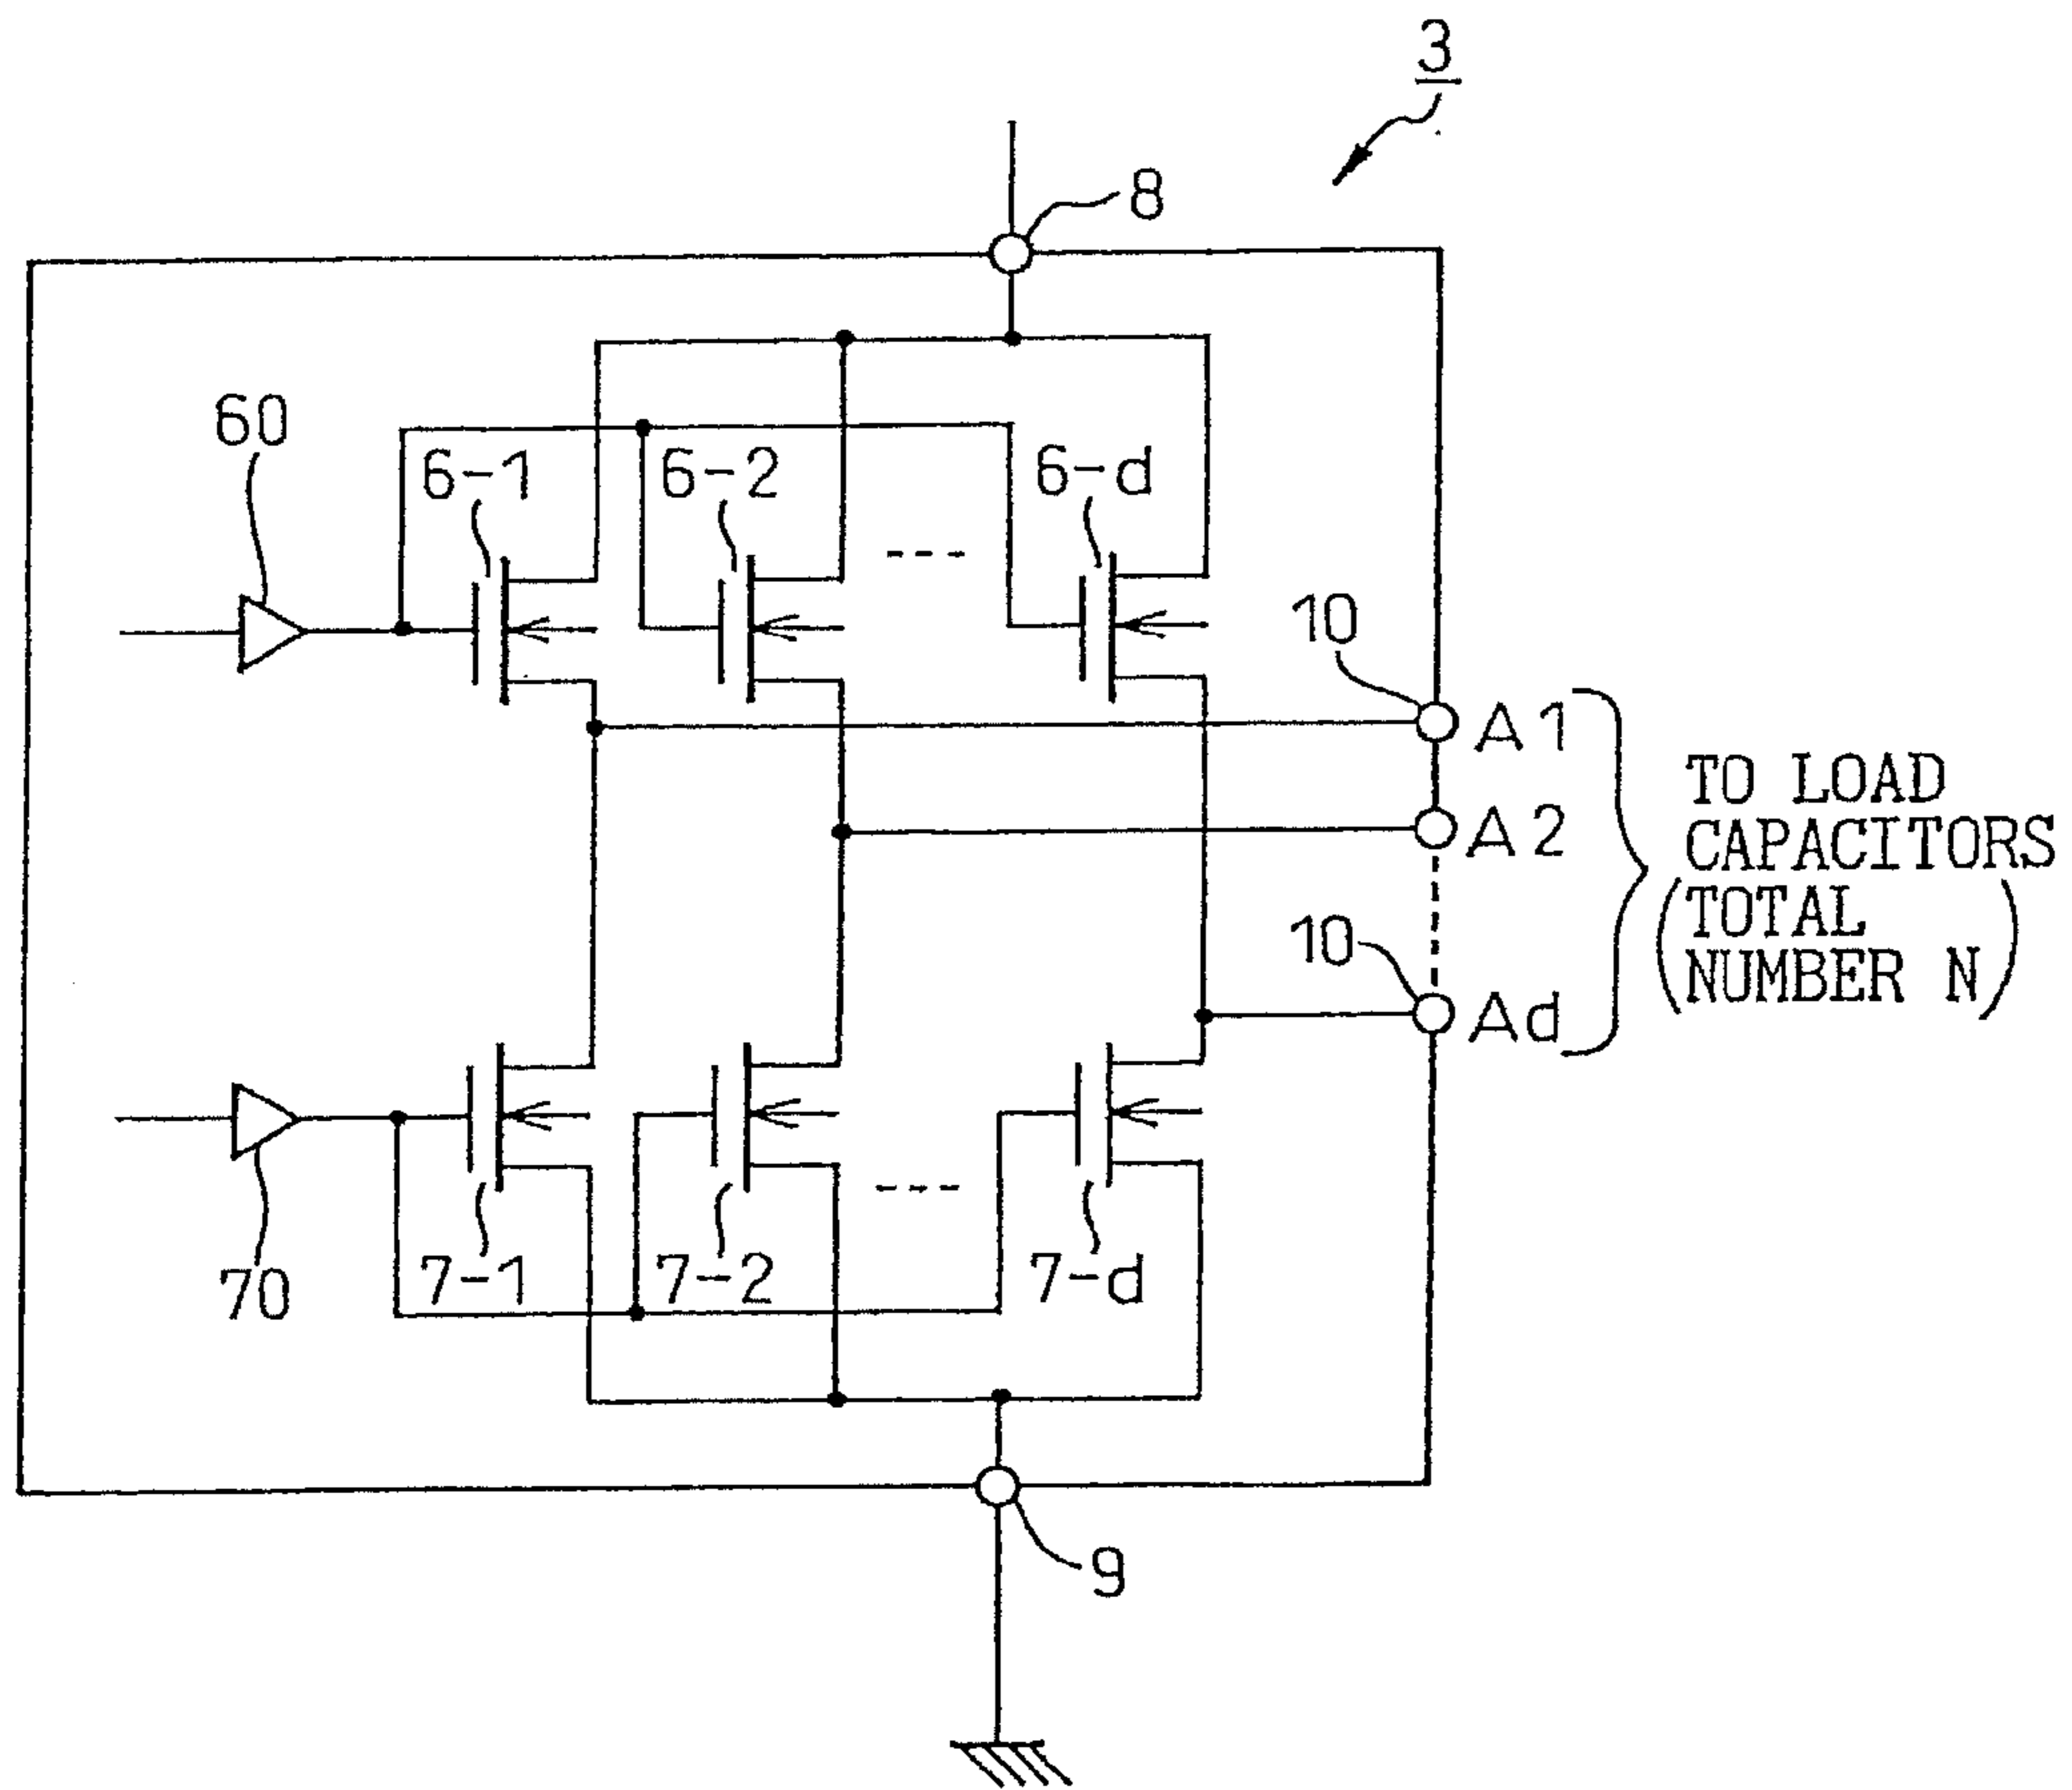 3
8
60
6-1
6-2
6-d
10
A1
A2
TO LOAD
CAPACITORS
(TOTAL
NUMBER N)
10
Ad
70
7-1
7-2
7-d
9